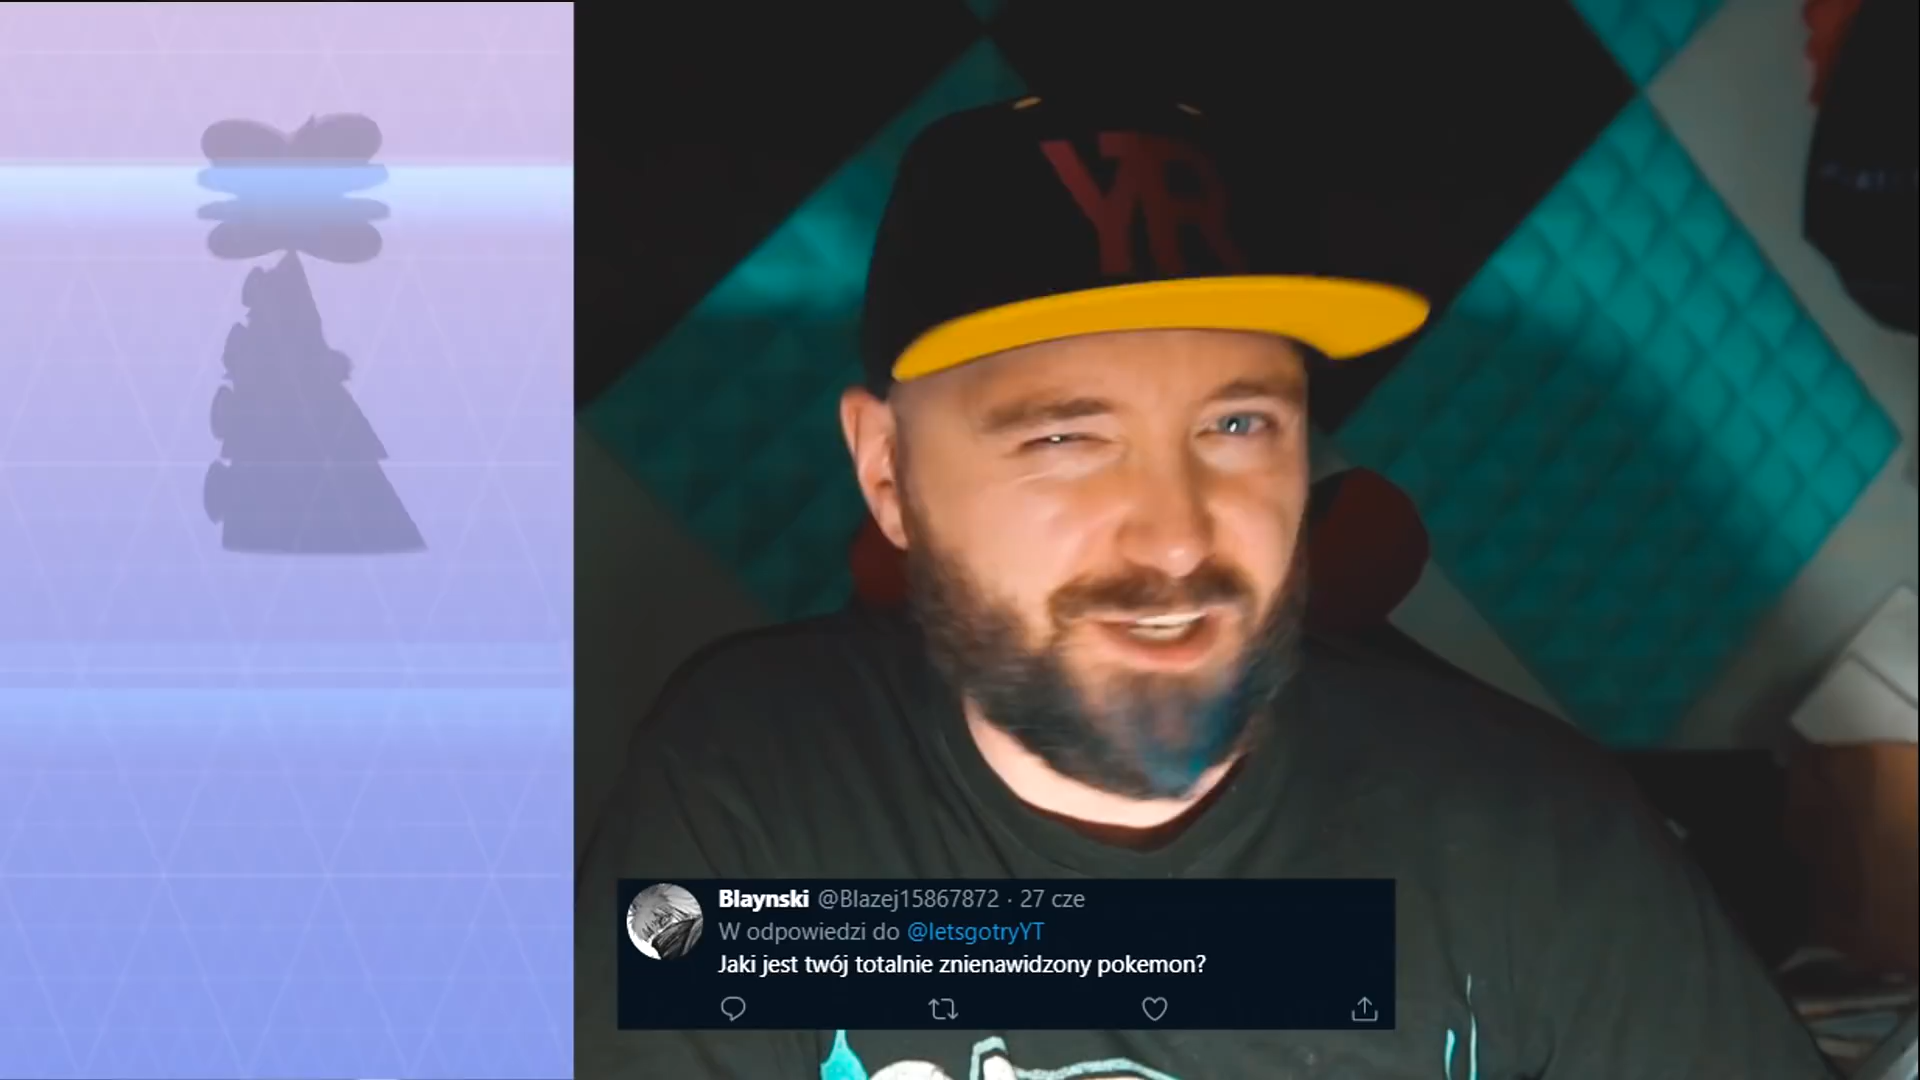 YR
Blaynski @Blazej15867872 · 27 cze
W odpowiedzi do @letsgotryYT
Jaki jest twój totalnie znienawidzony pokemon?